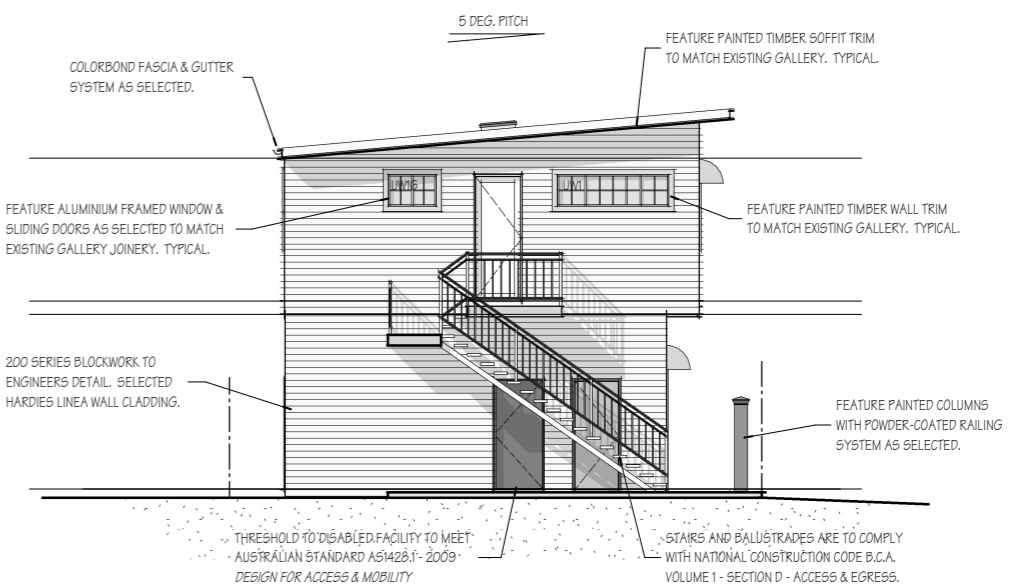 5 DEG. PITCH
FEATURE PAINTED TIMBER SOFFIT TRIM
TO MATCH EXISTING GALLERY. TYPICAL.
COLORBOND FASCIA & GUTTER
SYSTEM AS SELECTED.
UW1G
UW1
FEATURE ALUMINIUM FRAMED WINDOW &
SLIDING DOORS AS SELECTED TO MATCH
EXISTING GALLERY JOINERY. TYPICAL.
FEATURE PAINTED TIMBER WALL TRIM
TO MATCH EXISTING GALLERY. TYPICAL.
200 SERIES BLOCKWORK TO
ENGINEERS DETAIL. SELECTED
HARDIES LINEA WALL CLADDING.
FEATURE PAINTED COLUMNS
WITH POWDER-COATED RAILING
SYSTEM AS SELECTED.
THRESHOLD TO DISABLED FACILITY TO MEET
AUSTRALIAN STANDARD AS1428.1 - 2009
DESIGN FOR ACCESS & MOBILITY
STAIRS AND BALUSTRADES ARE TO COMPLY
WITH NATIONAL CONSTRUCTION CODE B.C.A.
VOLUME 1 - SECTION D - ACCESS & EGRESS.